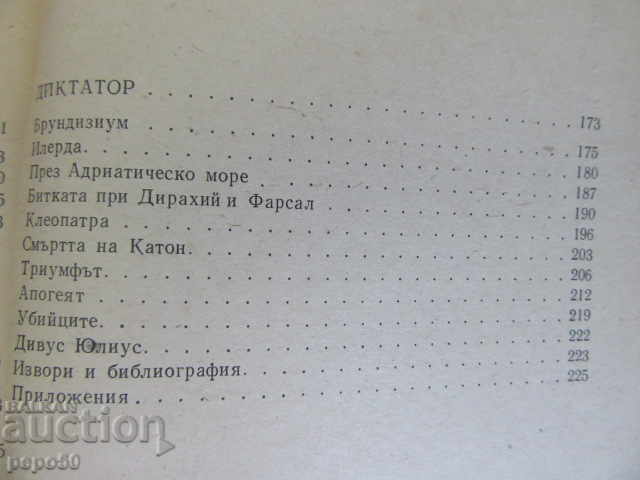 ДИКТАТОР . . . . . . . . . . . . . . . . 173
Брундизиум . . . . . . . . . . . . . . . . 175
Илерда. . . . . . . . . . . . . . . . . . 180
През Адриатическо море . . . . . . . . . . . 187
Битката при Дирахий и Фарсал . . . . . . . . . 190
Клеопатра . . . . . . . . . . . . . . . . 196
Смъртта на Катон. . . . . . . . . . . . . . 203
Триумфът . . . . . . . . . . . . . . . . 206
Апогеят . . . . . . . . . . . . . . . . . 212
Убийците. . . . . . . . . . . . . . . . . 219
Дивус Юлиус. . . . . . . . . . . . . . . . 222
Извори и библиография. . . . . . . . . . . . 223
Приложения . . . . . . . . . . . . . . . . 225
BALKAN
auction
pepo50